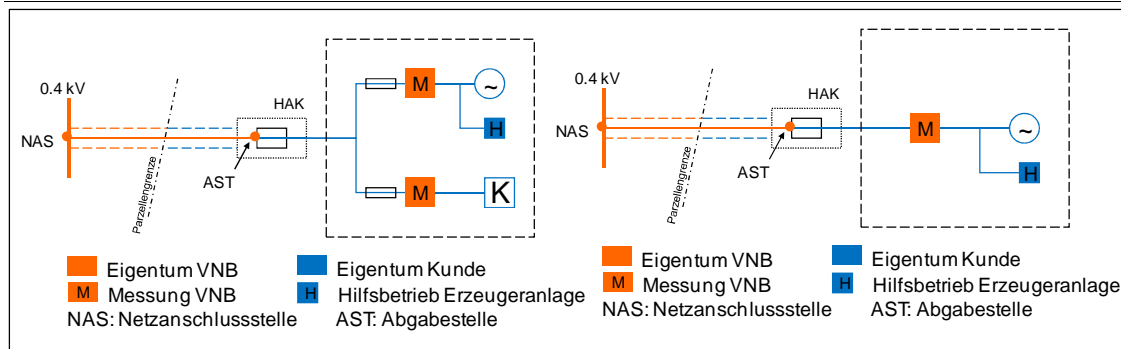 0.4 kV
HAK
NAS
AST
Parzellengrenze
M
~
H
M
K
Eigentum VNB
Eigentum Kunde
M Messung VNB
H Hilfsbetrieb Erzeugeranlage
NAS: Netzanschlussstelle
AST: Abgabestelle
0.4 kV
HAK
NAS
AST
Parzellengrenze
M
~
H
Eigentum VNB
Eigentum Kunde
M Messung VNB
H Hilfsbetrieb Erzeugeranlage
NAS: Netzanschlussstelle
AST: Abgabestelle